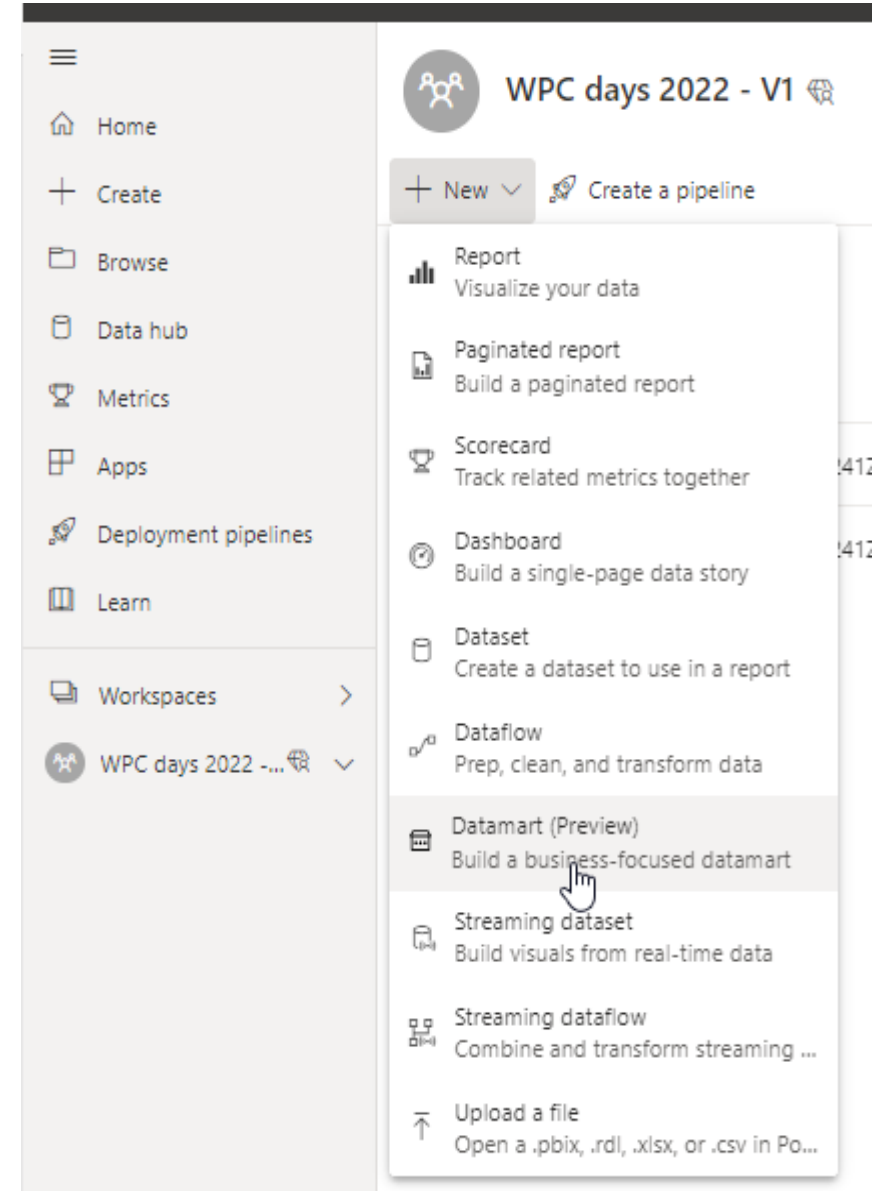 Home
Create
Browse
Data hub
Metrics
Apps
Deployment pipelines
Learn
Workspaces
WPC days 2022 -...
WPC days 2022 - V1
New
Create a pipeline
Report
Visualize your data
Paginated report
Build a paginated report
Scorecard
Track related metrics together
Dashboard
Build a single-page data story
Dataset
Create a dataset to use in a report
Dataflow
Prep, clean, and transform data
Datamart (Preview)
Build a business-focused datamart
Streaming dataset
Build visuals from real-time data
Streaming dataflow
Combine and transform streaming ...
Upload a file
Open a .pbix, .rdl, .xlsx, or .csv in Po...